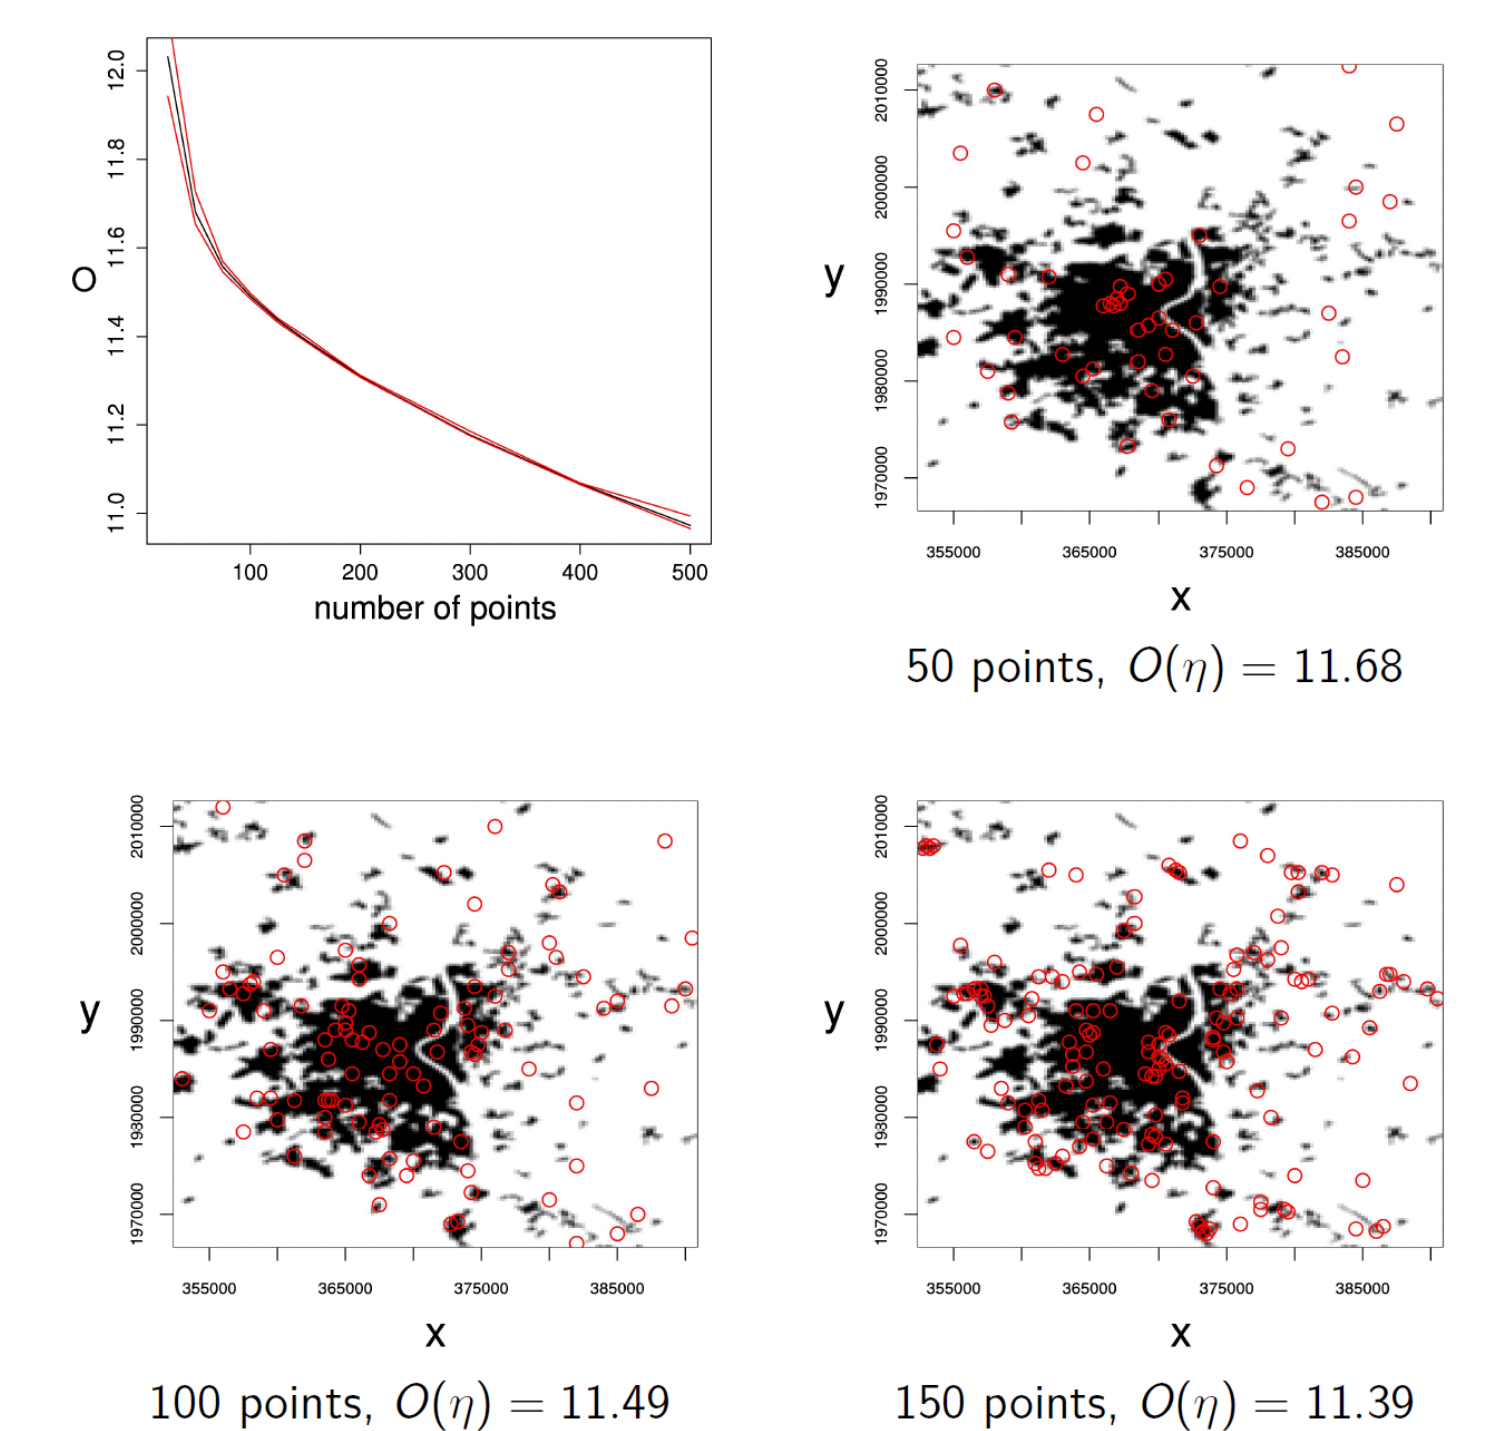 O
12.0
11.8
11.6
11.4
11.2
11.0
100 200 300 400 500
number of points
y
2010000
2000000
1990000
1980000
1970000
355000 365000 375000 385000
x
50 points, O(η) = 11.68
y
2010000
2000000
1990000
1980000
1970000
355000 365000 375000 385000
x
100 points, O(η) = 11.49
y
2010000
2000000
1990000
1980000
1970000
355000 365000 375000 385000
x
150 points, O(η) = 11.39